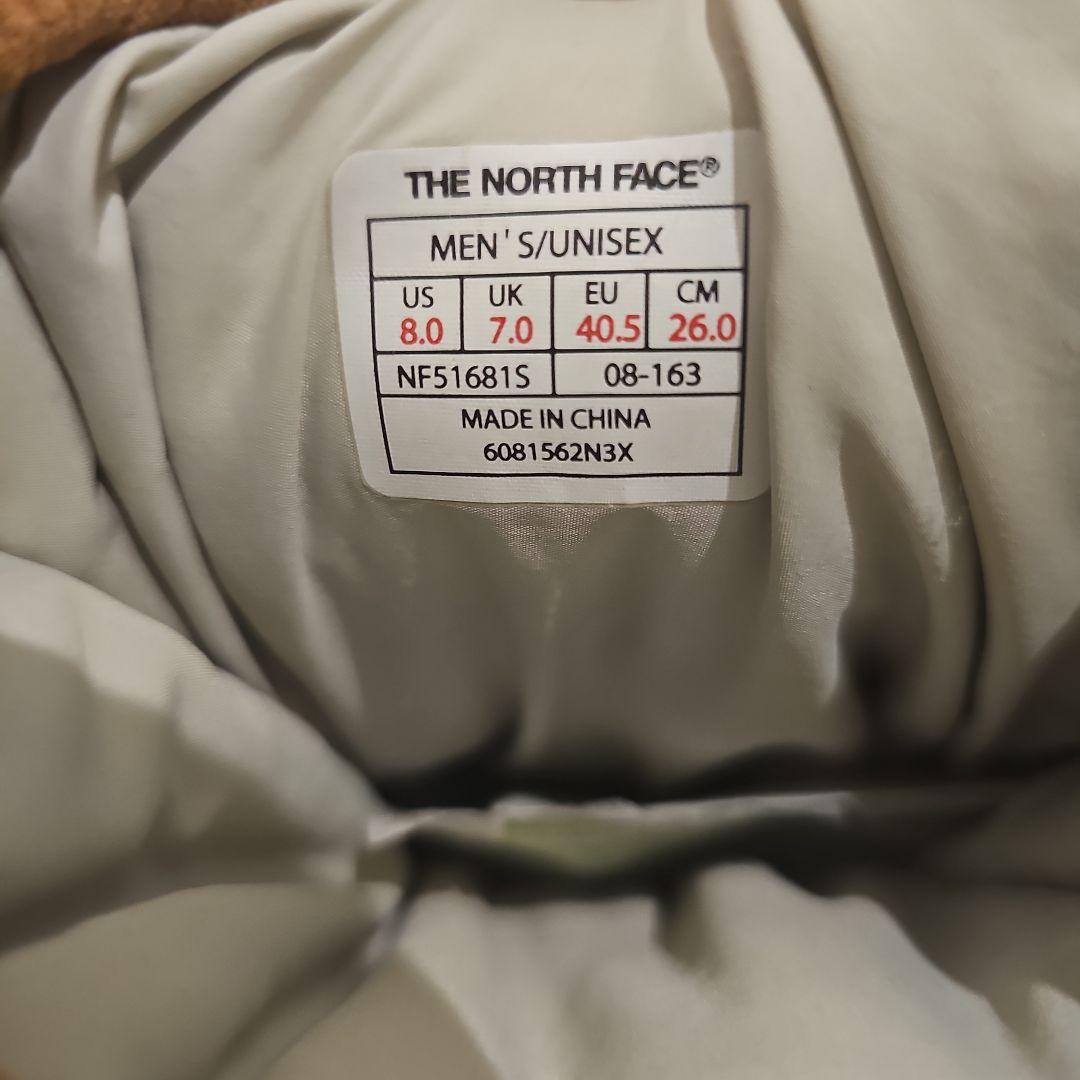 THE NORTH FACE®
MEN'S/UNISEX
US UK EU CM
8.0 7.0 40.5 26.0
NF51681S 08-163
MADE IN CHINA
6081562N3X